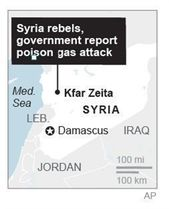 Syria rebels,
government report
poison gas attack
Med.
Sea
Kfar Zeita
SYRIA
LEB.
Damascus
IRAQ
JORDAN
100 mi
100 km
AP